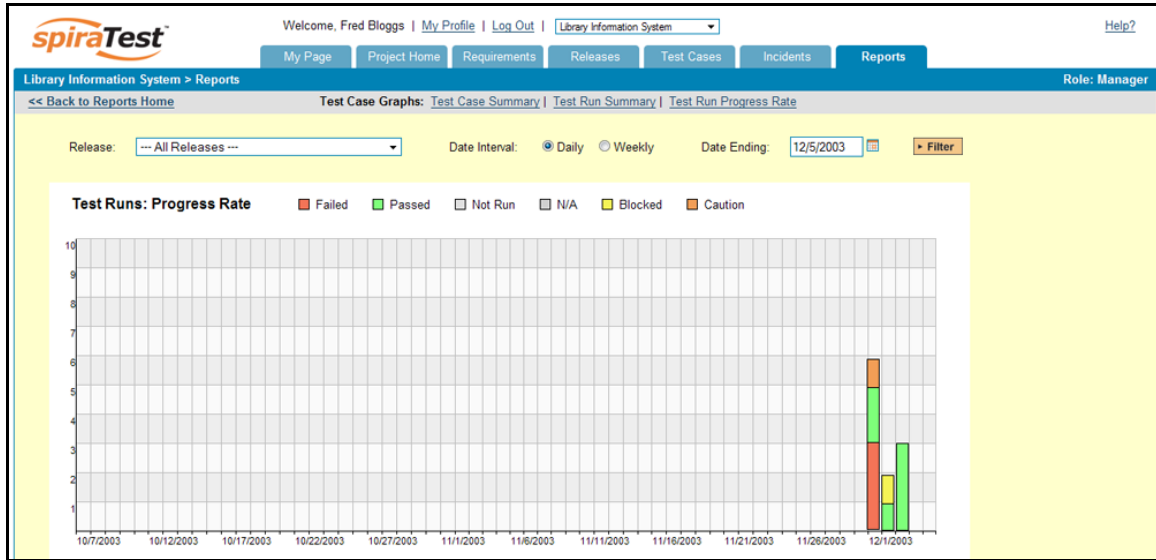 spiraTest™
Welcome, Fred Bloggs | My Profile | Log Out | Library Information System
Help?
My Page Project Home Requirements Releases Test Cases Incidents Reports
Library Information System > Reports
Role: Manager
<< Back to Reports Home
Test Case Graphs: Test Case Summary | Test Run Summary | Test Run Progress Rate
Release: --- All Releases --- Date Interval: Daily Weekly Date Ending: 12/5/2003 Filter
Test Runs: Progress Rate
Failed Passed Not Run N/A Blocked Caution
10
9
8
7
6
5
4
3
2
1
10/7/2003 10/12/2003 10/17/2003 10/22/2003 10/27/2003 11/1/2003 11/6/2003 11/11/2003 11/16/2003 11/21/2003 11/26/2003 12/1/2003